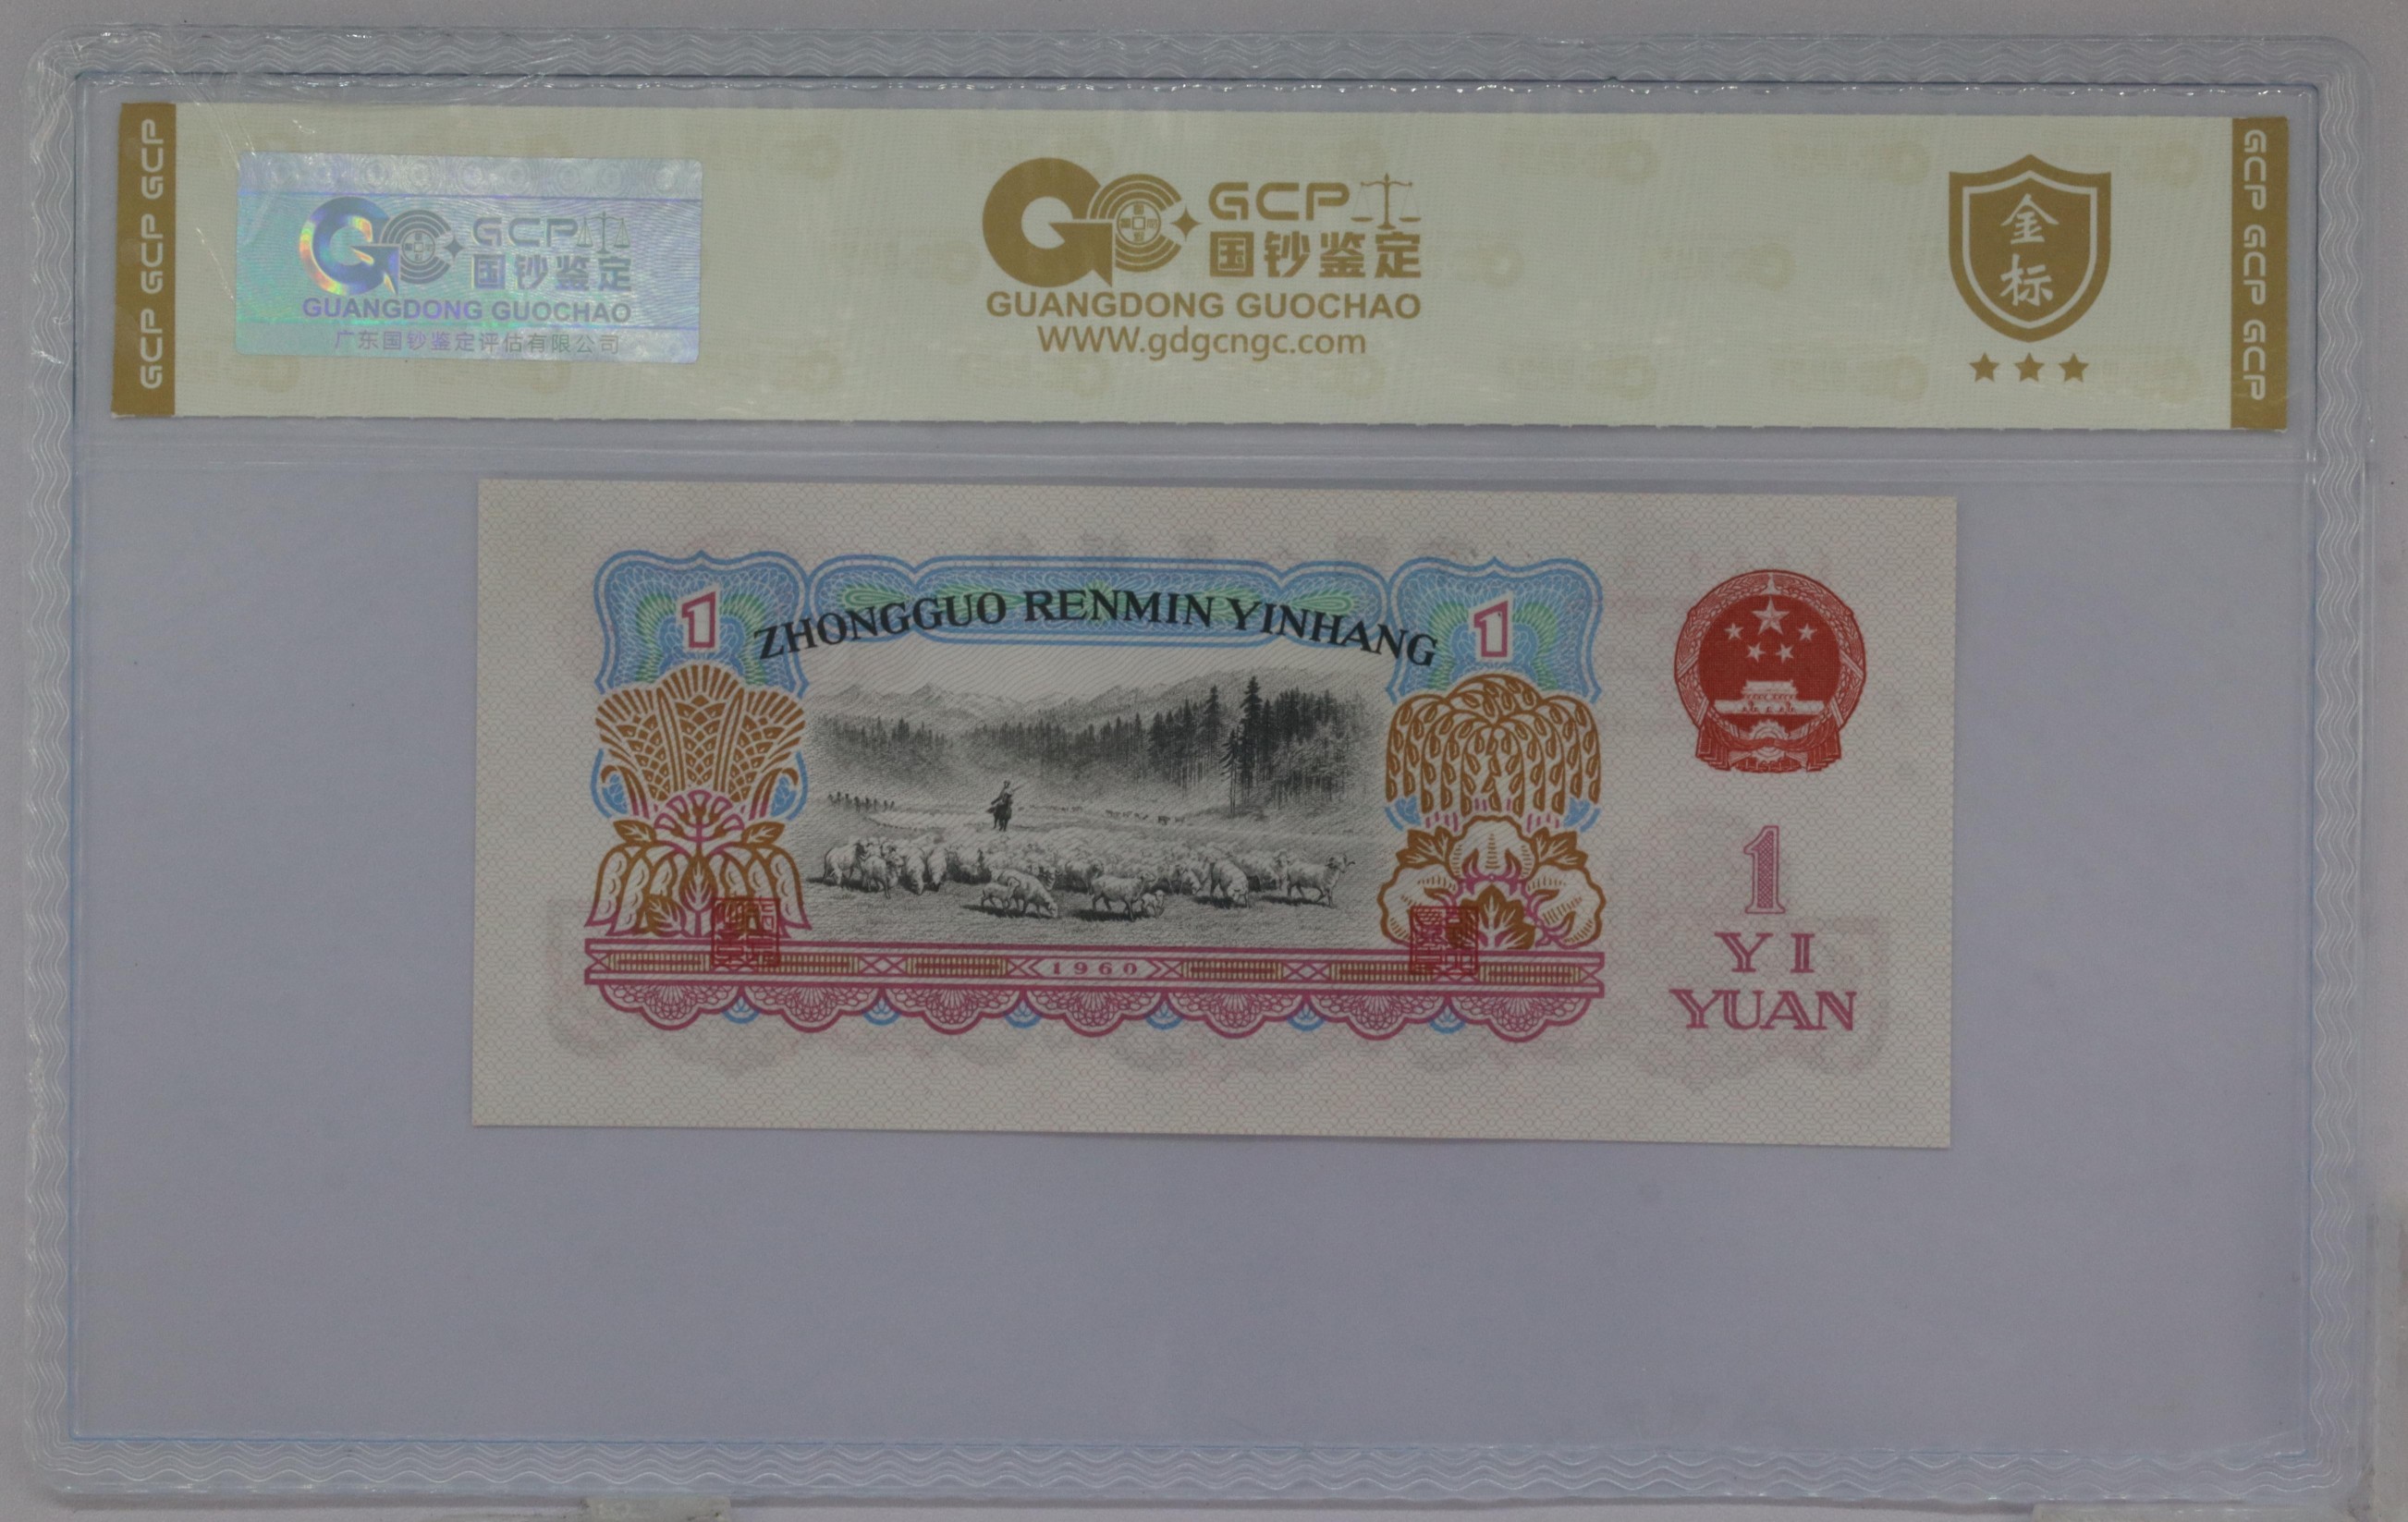 GCP GCP GCP
GCP
国钞鉴定
GUANGDONG GUOCHAO
广东国钞鉴定评估有限公司
GCP
国钞鉴定
GUANGDONG GUOCHAO
WWW.gdgcngc.com
金
标
GCP GCP GCP
1
ZHONGGUO RENMIN YINHANG
1
1960
1
YI
YUAN